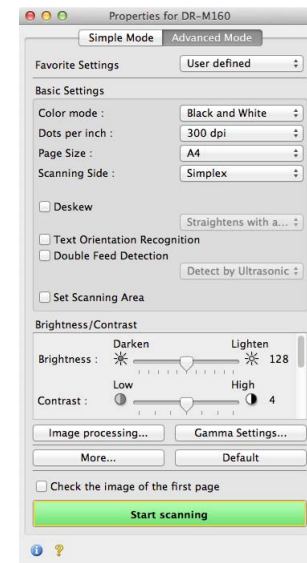 Properties for DR-M160
Simple Mode Advanced Mode
Favorite Settings User defined
Basic Settings
Color mode : Black and White
Dots per inch : 300 dpi
Page Size : A4
Scanning Side : Simplex
Deskew
Straightens with a...
Text Orientation Recognition
Double Feed Detection
Detect by Ultrasonic
Set Scanning Area
Brightness/Contrast
Darken Lighten
Brightness : 128
Low High
Contrast : 4
Image processing... Gamma Settings...
More... Default
Check the image of the first page
Start scanning